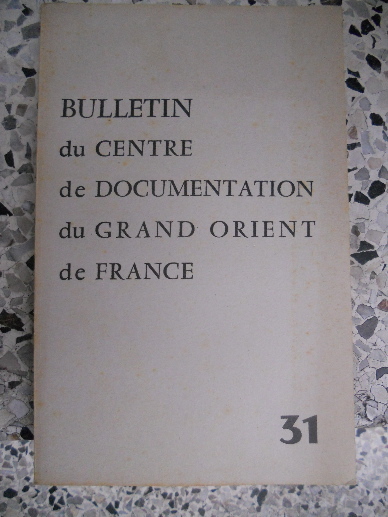 BULLETIN
du CENTRE
de DOCUMENTATION
du GRAND ORIENT
de FRANCE
31